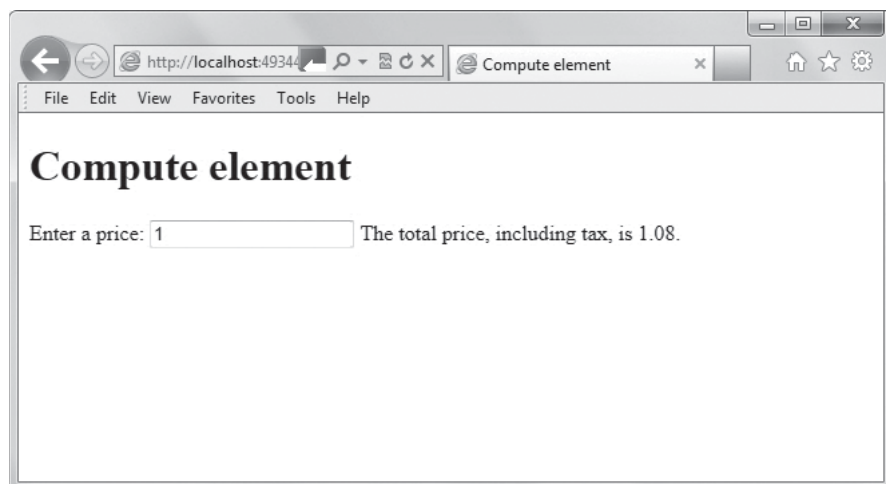 http://localhost:49344
Compute element
File Edit View Favorites Tools Help
Compute element
Enter a price: 1 The total price, including tax, is 1.08.